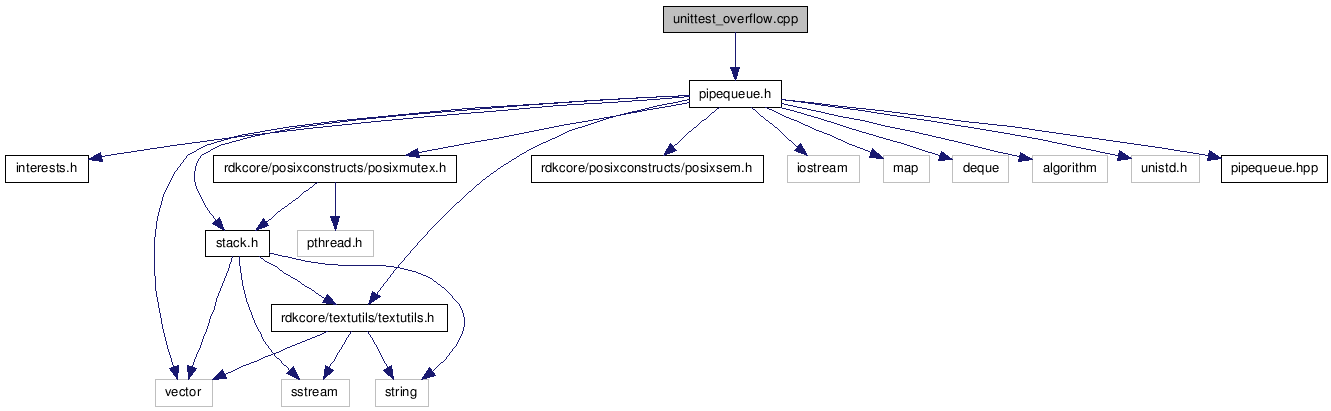 unittest_overflow.cpp
pipequeue.h
interests.h
rdkcore/posixconstructs/posixmutex.h
rdkcore/posixconstructs/posixsem.h
iostream
map
deque
algorithm
unistd.h
pipequeue.hpp
stack.h
pthread.h
rdkcore/textutils/textutils.h
vector
sstream
string